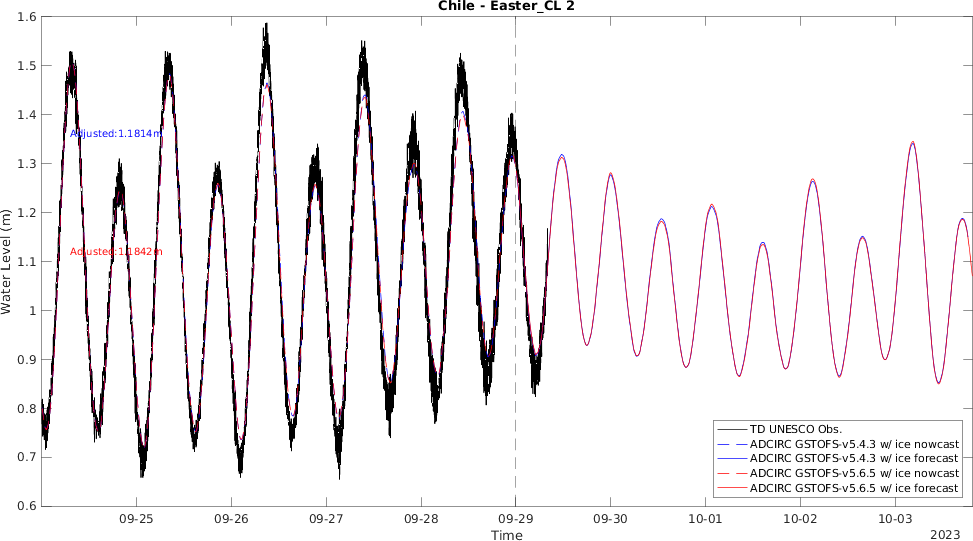 Chile - Easter_CL 2
1.6
1.5
1.4
1.3
1.2
1.1
1
0.9
0.8
0.7
0.6
Water Level (m)
Adjusted:1.1814m
Adjusted:1.1842m
TD UNESCO Obs.
ADCIRC GSTOFS-v5.4.3 w/ ice nowcast
ADCIRC GSTOFS-v5.4.3 w/ ice forecast
ADCIRC GSTOFS-v5.6.5 w/ ice nowcast
ADCIRC GSTOFS-v5.6.5 w/ ice forecast
09-25 09-26 09-27 09-28 09-29 09-30 10-01 10-02 10-03
Time
2023